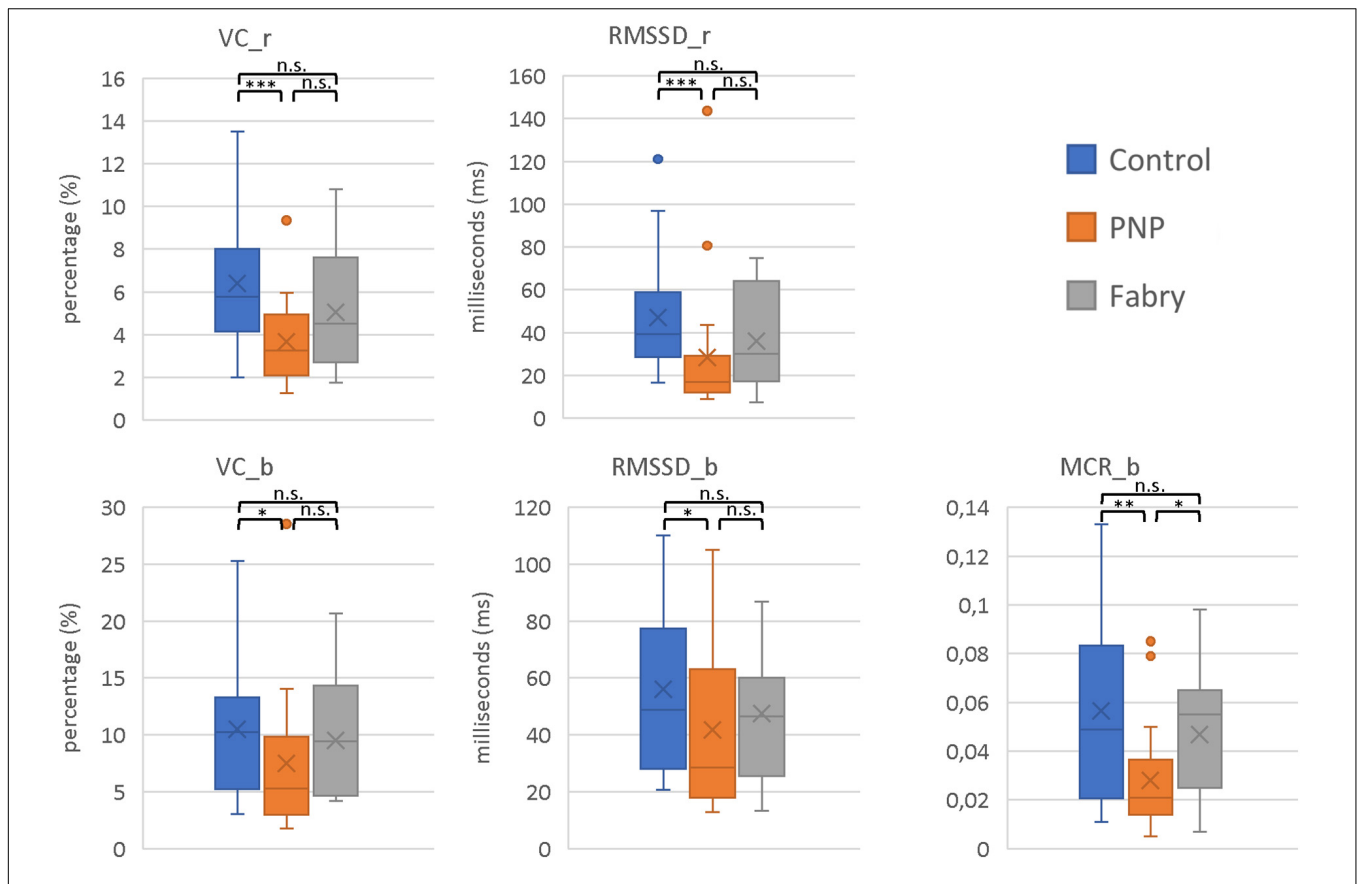 VC_r
n.s.
*** n.s.
percentage (%)
16
14
12
10
8
6
4
2
0
RMSSD_r
n.s.
*** n.s.
milliseconds (ms)
160
140
120
100
80
60
40
20
0
Control
PNP
Fabry
VC_b
n.s.
* n.s.
percentage (%)
30
25
20
15
10
5
0
RMSSD_b
n.s.
* n.s.
milliseconds (ms)
120
100
80
60
40
20
0
MCR_b
n.s.
** *
0,14
0,12
0,1
0,08
0,06
0,04
0,02
0